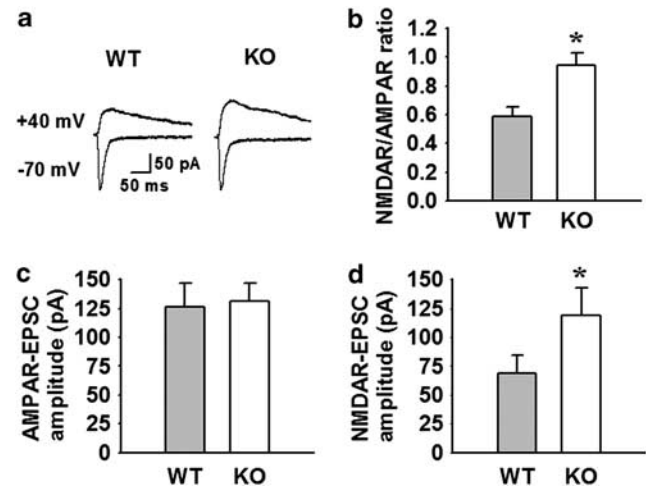 a
WT KO
+40 mV
-70 mV
50 pA
50 ms
b
NMDAR/AMPAR ratio
1.2
1.0
0.8
0.6
0.4
0.2
0.0
*
WT KO
c
AMPAR-EPSC
amplitude (pA)
150
125
100
75
50
25
0
WT KO
d
NMDAR-EPSC
amplitude (pA)
150
125
100
75
50
25
0
*
WT KO